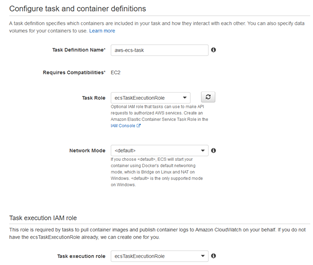 Configure task and container definitions
A task definition specifies which containers are included in your task and how they interact with each other. You can also specify data
volumes for your containers to use. Learn more
Task Definition Name* aws-ecs-task
Requires Compatibilities* EC2
Task Role ecsTaskExecutionRole
Optional IAM role that tasks can use to make API
requests to authorized AWS services. Create an
Amazon Elastic Container Service Task Role in the
IAM Console
Network Mode <default>
If you choose <default>, ECS will start your
container using Docker's default networking
mode, which is Bridge on Linux and NAT on
Windows. <default> is the only supported mode
on Windows.
Task execution IAM role
This role is required by tasks to pull container images and publish container logs to Amazon CloudWatch on your behalf. If you do not
have the ecsTaskExecutionRole already, we can create one for you.
Task execution role ecsTaskExecutionRole